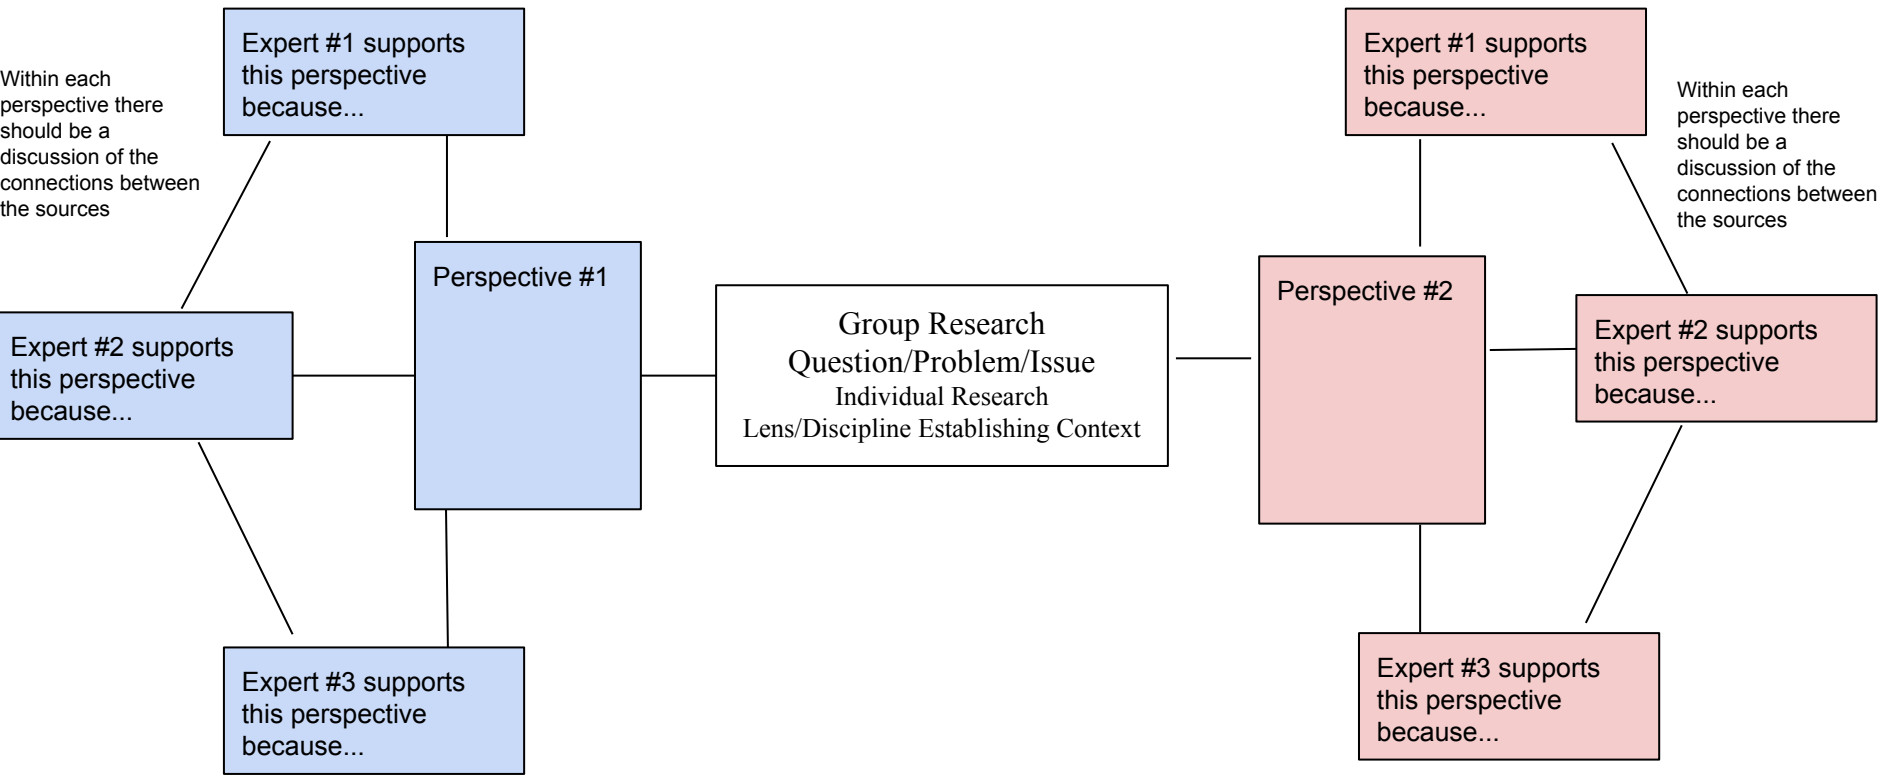 Expert #1 supports
this perspective
because...
Within each
perspective there
should be a
discussion of the
connections between
the sources
Perspective #1
Expert #2 supports
this perspective
because...
Expert #3 supports
this perspective
because...
Group Research
Question/Problem/Issue
Individual Research
Lens/Discipline Establishing Context
Expert #1 supports
this perspective
because...
Within each
perspective there
should be a
discussion of the
connections between
the sources
Perspective #2
Expert #2 supports
this perspective
because...
Expert #3 supports
this perspective
because...